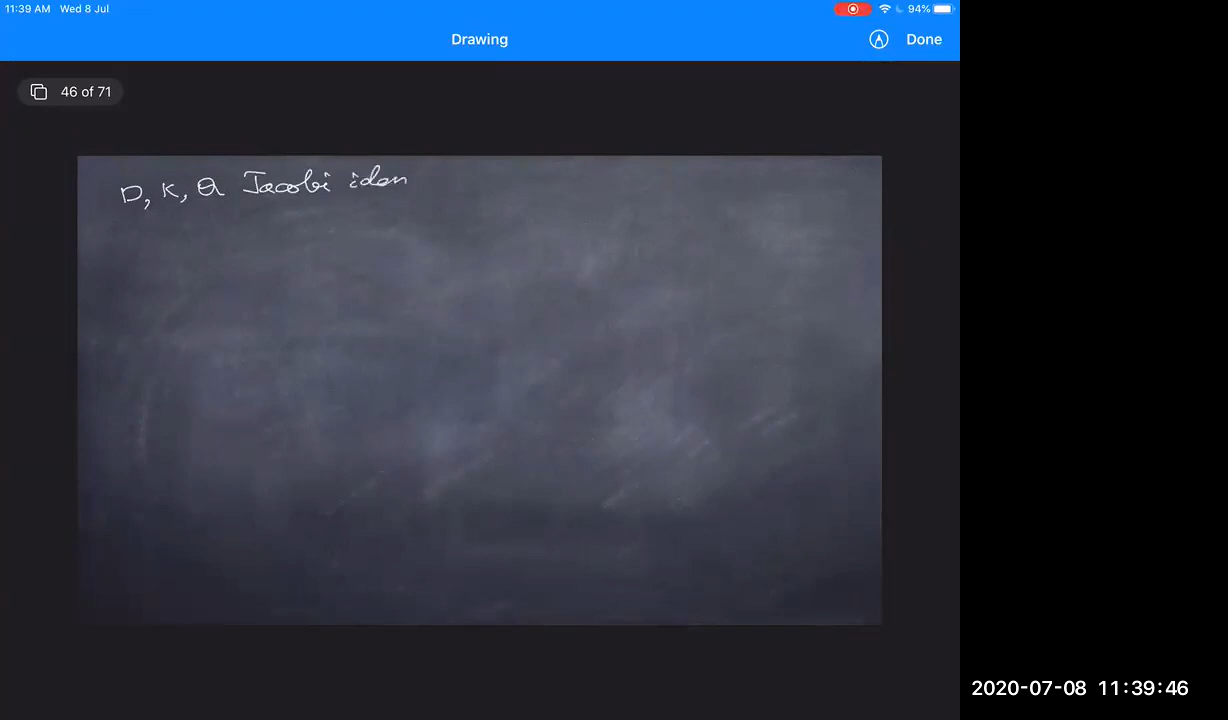 11:39 AM Wed 8 Jul 94%
Drawing Done
46 of 71
D, K, Q Jacobi iden
2020-07-08 11:39:46